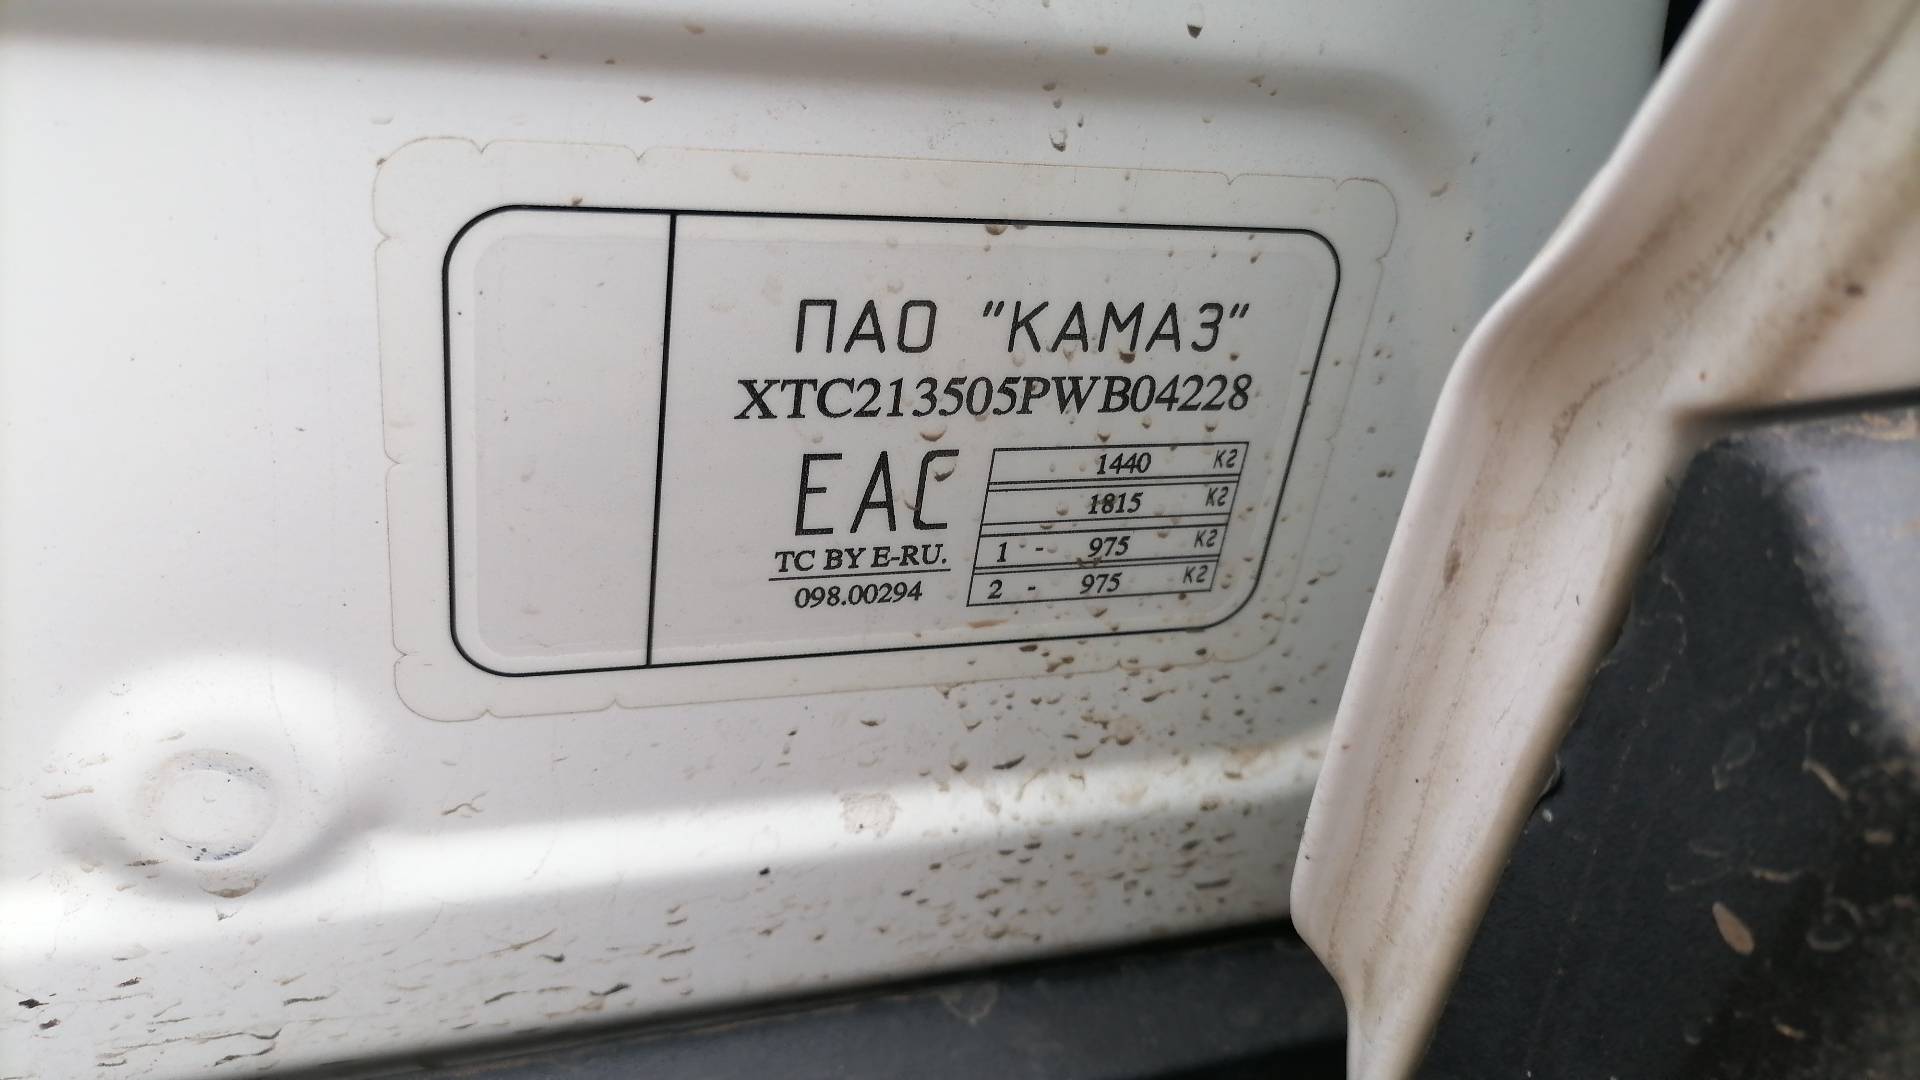 ПАО "КАМАЗ"
XTC213505PWB04228
EAC
TC BY E-RU.
098.00294
1440 кг
1815 кг
1 - 975 кг
2 - 975 кг